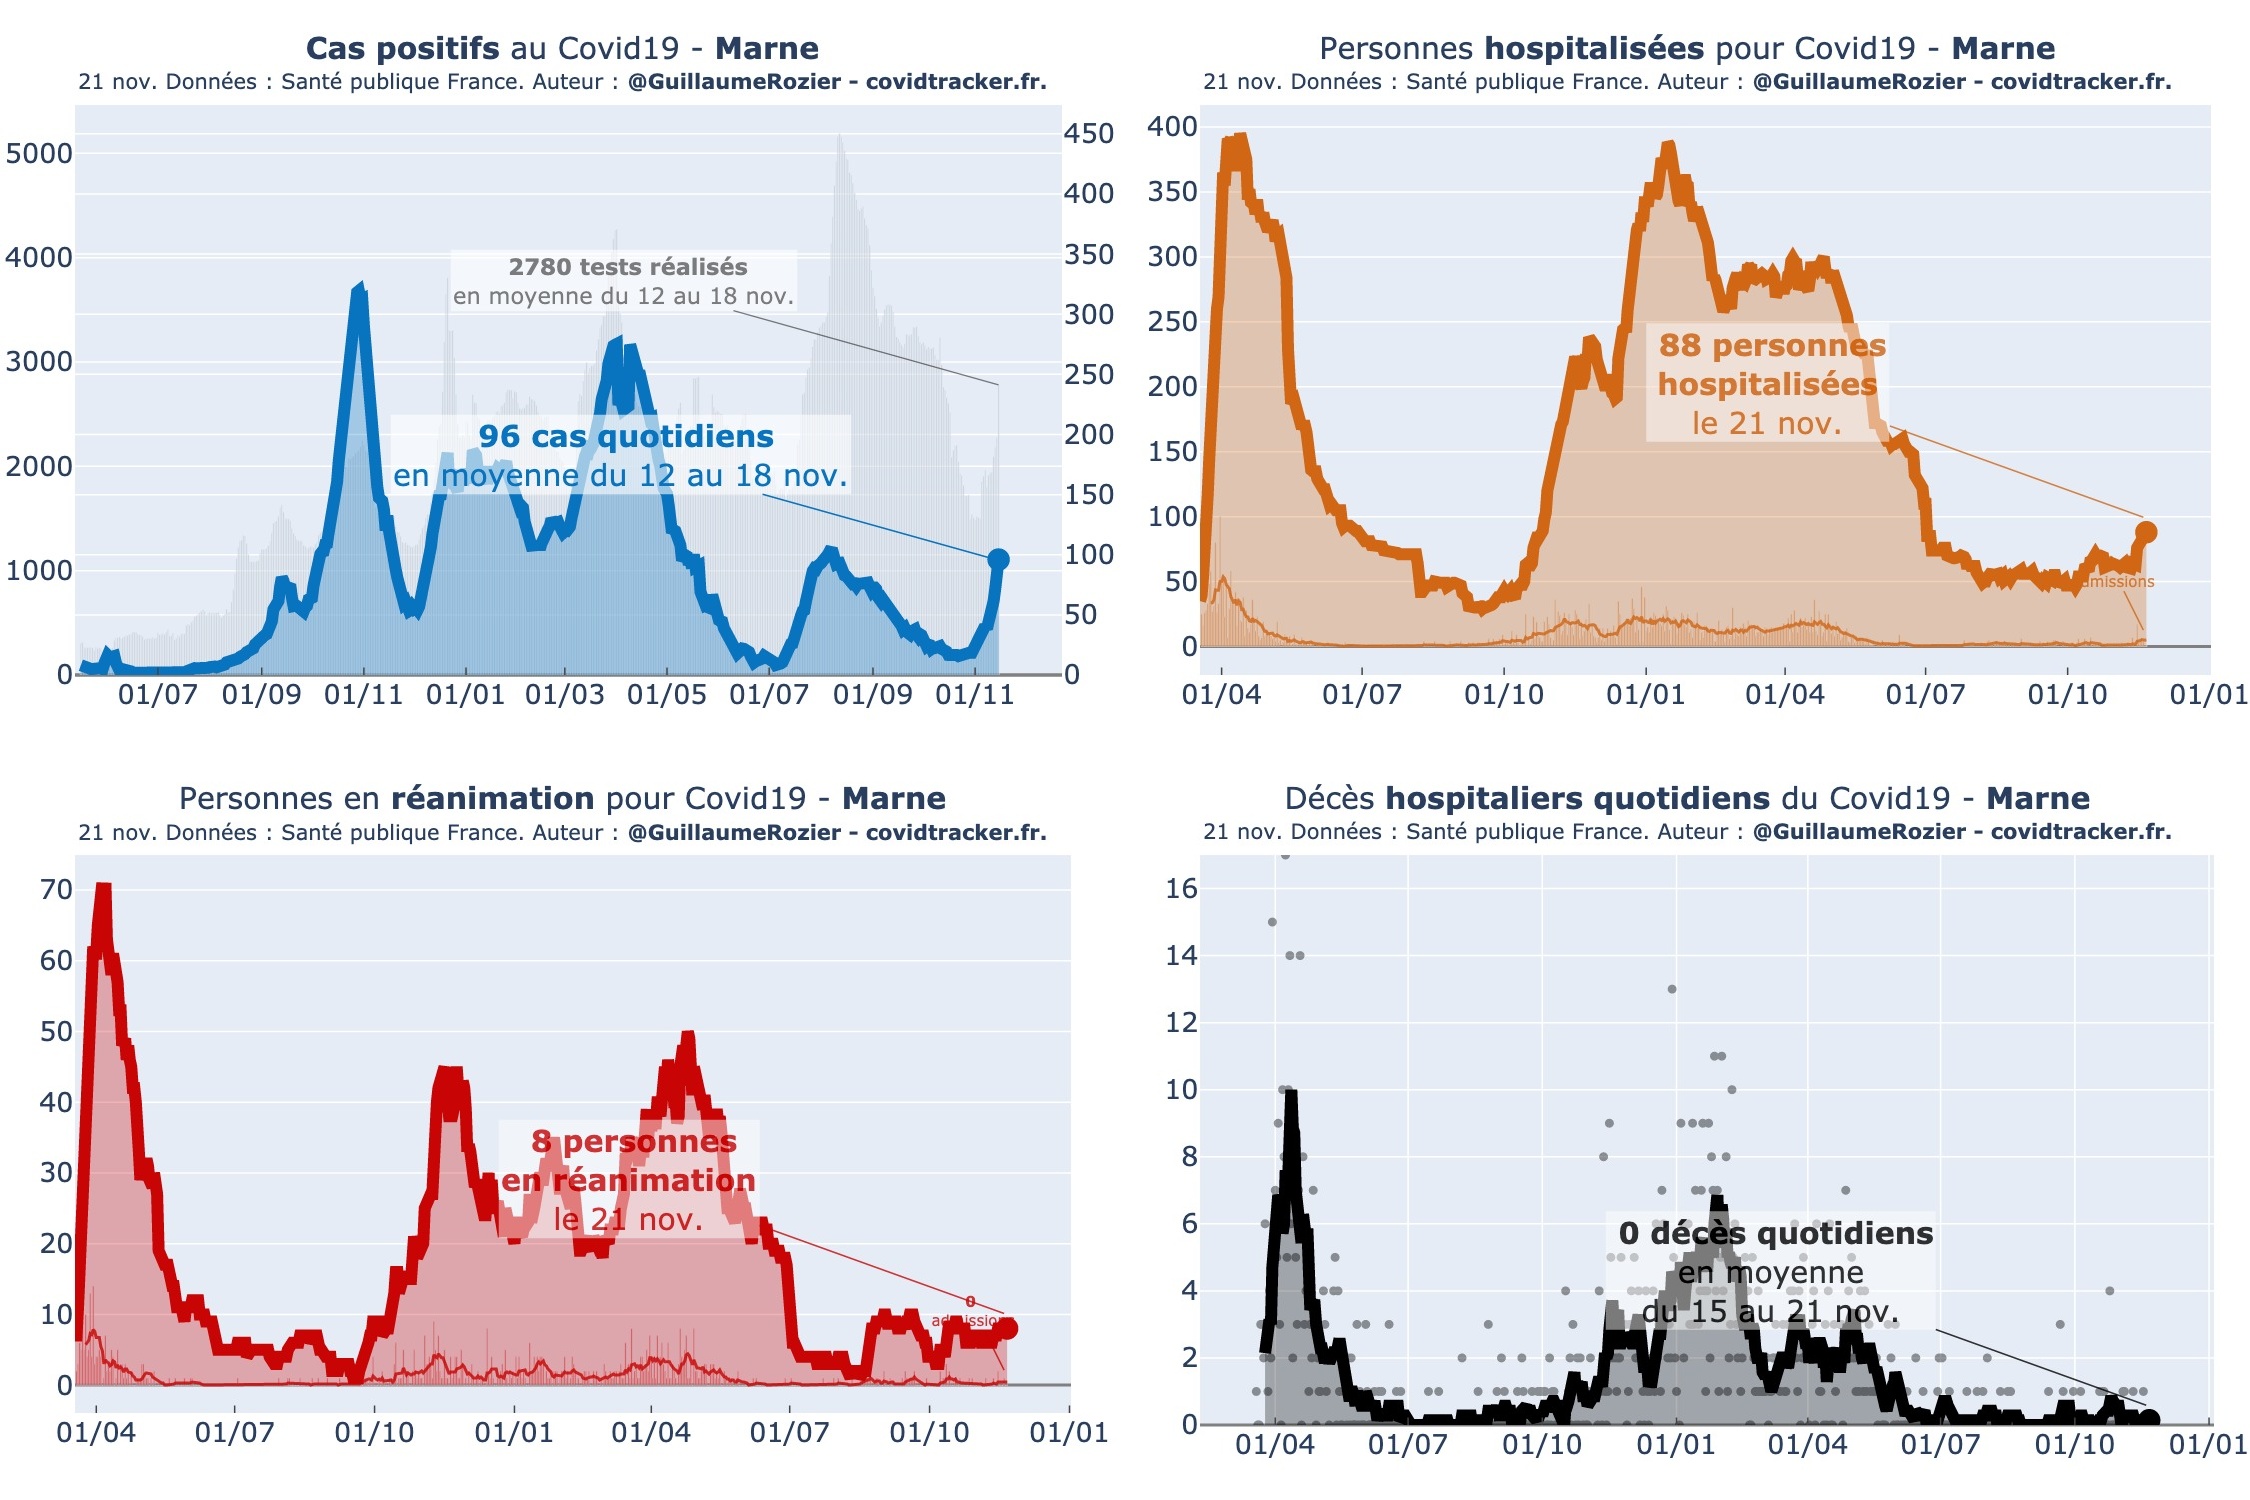 Cas positifs au Covid19 - Marne
21 nov. Données : Santé publique France. Auteur : @GuillaumeRozier - covidtracker.fr.
5000
4000
3000
2000
1000
0
450
400
350
300
250
200
150
100
50
0
2780 tests réalisés
en moyenne du 12 au 18 nov.
96 cas quotidiens
en moyenne du 12 au 18 nov.
01/07 01/09 01/11 01/01 01/03 01/05 01/07 01/09 01/11
Personnes hospitalisées pour Covid19 - Marne
21 nov. Données : Santé publique France. Auteur : @GuillaumeRozier - covidtracker.fr.
400
350
300
250
200
150
100
50
0
88 personnes
hospitalisées
le 21 nov.
01/04 01/07 01/10 01/01 01/04 01/07 01/10 01/01
Personnes en réanimation pour Covid19 - Marne
21 nov. Données : Santé publique France. Auteur : @GuillaumeRozier - covidtracker.fr.
70
60
50
40
30
20
10
0
8 personnes
en réanimation
le 21 nov.
0
admissions
01/04 01/07 01/10 01/01 01/04 01/07 01/10 01/01
Décès hospitaliers quotidiens du Covid19 - Marne
21 nov. Données : Santé publique France. Auteur : @GuillaumeRozier - covidtracker.fr.
16
14
12
10
8
6
4
2
0
0 décès quotidiens
en moyenne
du 15 au 21 nov.
01/04 01/07 01/10 01/01 01/04 01/07 01/10 01/01